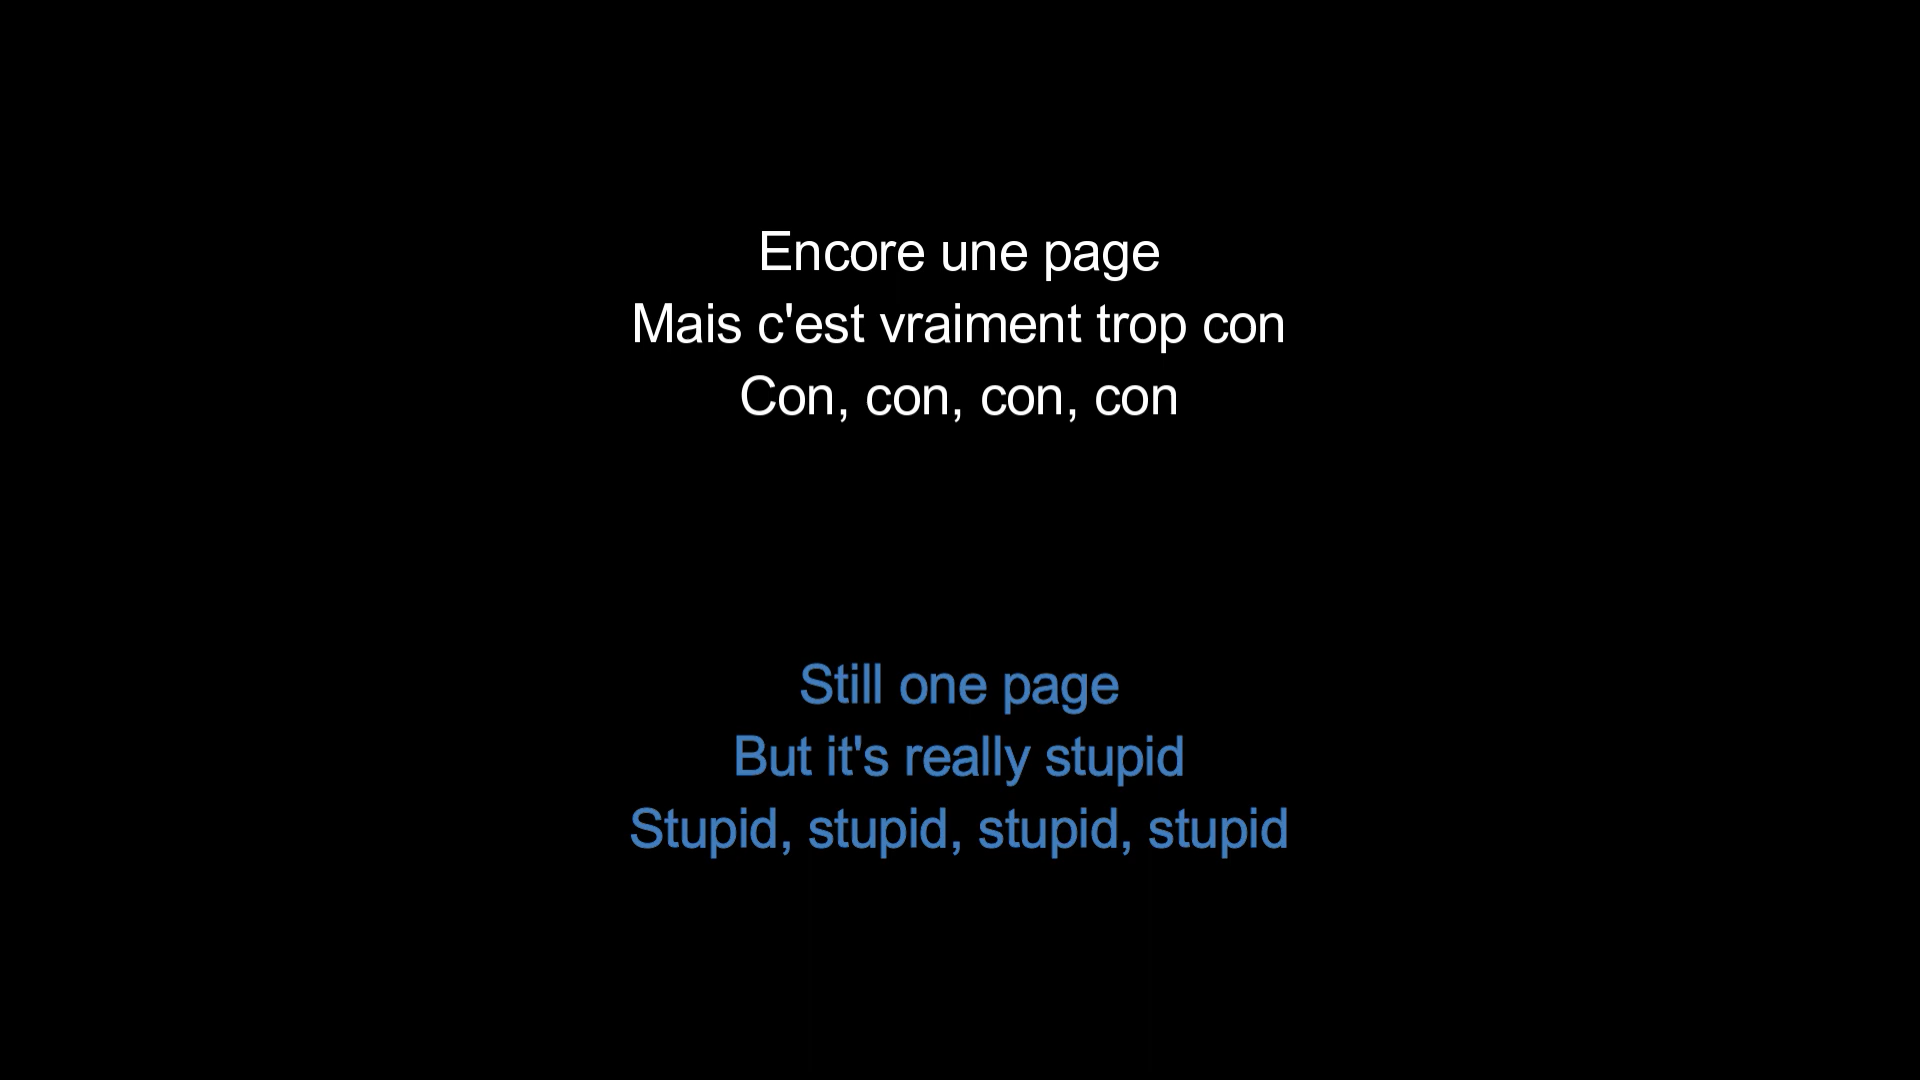 Encore une page
Mais c'est vraiment trop con
Con, con, con, con
Still one page
But it's really stupid
Stupid, stupid, stupid, stupid